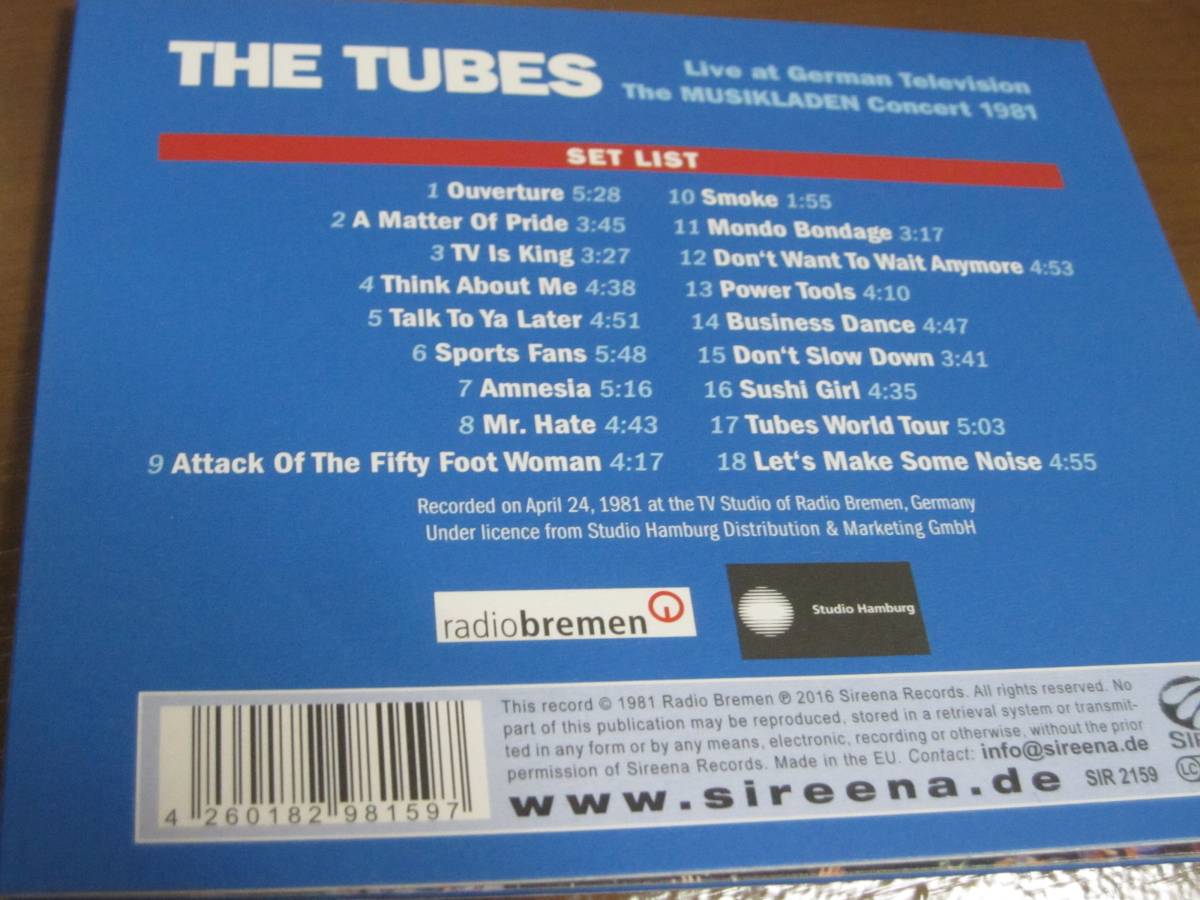 THE TUBES
Live at German Television
The MUSIKLADEN Concert 1981
SET LIST
1 Ouverture 5:28
2 A Matter Of Pride 3:45
3 TV Is King 3:27
4 Think About Me 4:38
5 Talk To Ya Later 4:51
6 Sports Fans 5:48
7 Amnesia 5:16
8 Mr. Hate 4:43
9 Attack Of The Fifty Foot Woman 4:17
10 Smoke 1:55
11 Mondo Bondage 3:17
12 Don't Want To Wait Anymore 4:53
13 Power Tools 4:10
14 Business Dance 4:47
15 Don't Slow Down 3:41
16 Sushi Girl 4:35
17 Tubes World Tour 5:03
18 Let's Make Some Noise 4:55
Recorded on April 24, 1981 at the TV Studio of Radio Bremen, Germany
Under licence from Studio Hamburg Distribution & Marketing GmbH
radiobremen
Studio Hamburg
This record © 1981 Radio Bremen ℗ 2016 Sireena Records. All rights reserved. No
part of this publication may be reproduced, stored in a retrieval system or transmit-
ted in any form or by any means, electronic, recording or otherwise, without the prior
permission of Sireena Records. Made in the EU. Contact: info@sireena.de
www.sireena.de
SIR 2159
LC
4 260182 981597